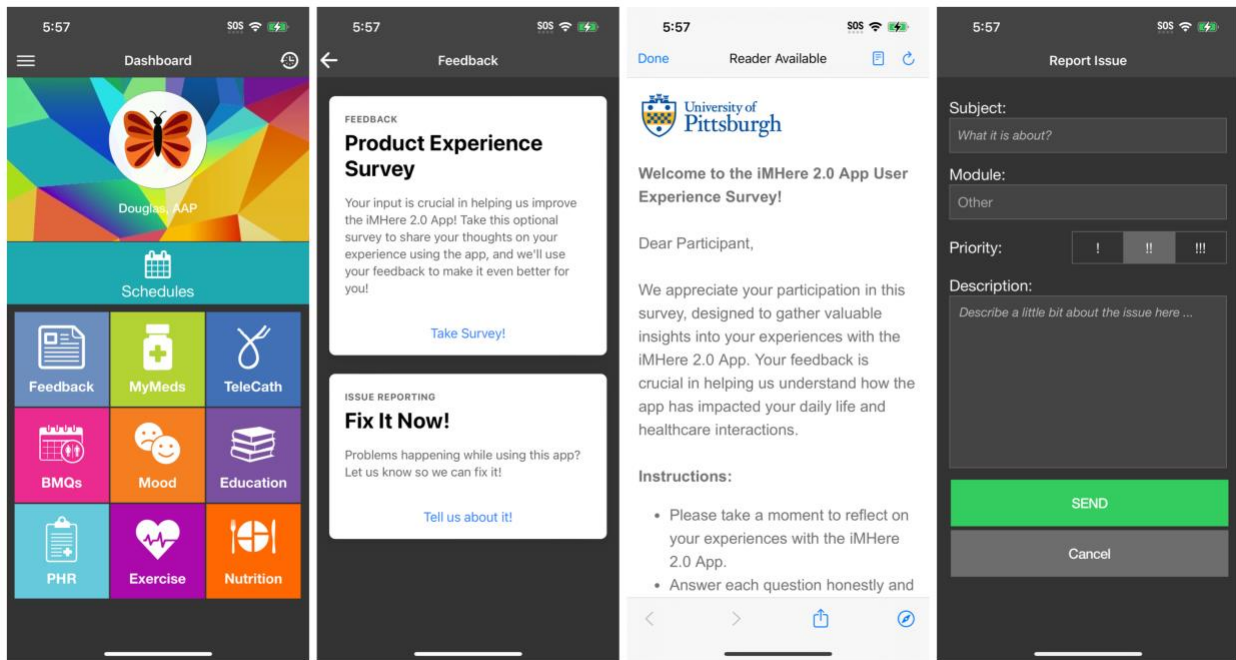 5:57
SOS
Dashboard
Douglas, AAP
Schedules
Feedback
MyMeds
TeleCath
BMQs
Mood
Education
PHR
Exercise
Nutrition
5:57
SOS
Feedback
FEEDBACK
Product Experience
Survey
Your input is crucial in helping us improve
the iMHere 2.0 App! Take this optional
survey to share your thoughts on your
experience using the app, and we'll use
your feedback to make it even better for
you!
Take Survey!
ISSUE REPORTING
Fix It Now!
Problems happening while using this app?
Let us know so we can fix it!
Tell us about it!
5:57
SOS
Done
Reader Available
University of
Pittsburgh
Welcome to the iMHere 2.0 App User
Experience Survey!
Dear Participant,
We appreciate your participation in this
survey, designed to gather valuable
insights into your experiences with the
iMHere 2.0 App. Your feedback is
crucial in helping us understand how the
app has impacted your daily life and
healthcare interactions.
Instructions:
• Please take a moment to reflect on
your experiences with the iMHere
2.0 App.
• Answer each question honestly and
5:57
SOS
Report Issue
Subject:
What it is about?
Module:
Other
Priority:
!
!!
!!!
Description:
Describe a little bit about the issue here ...
SEND
Cancel